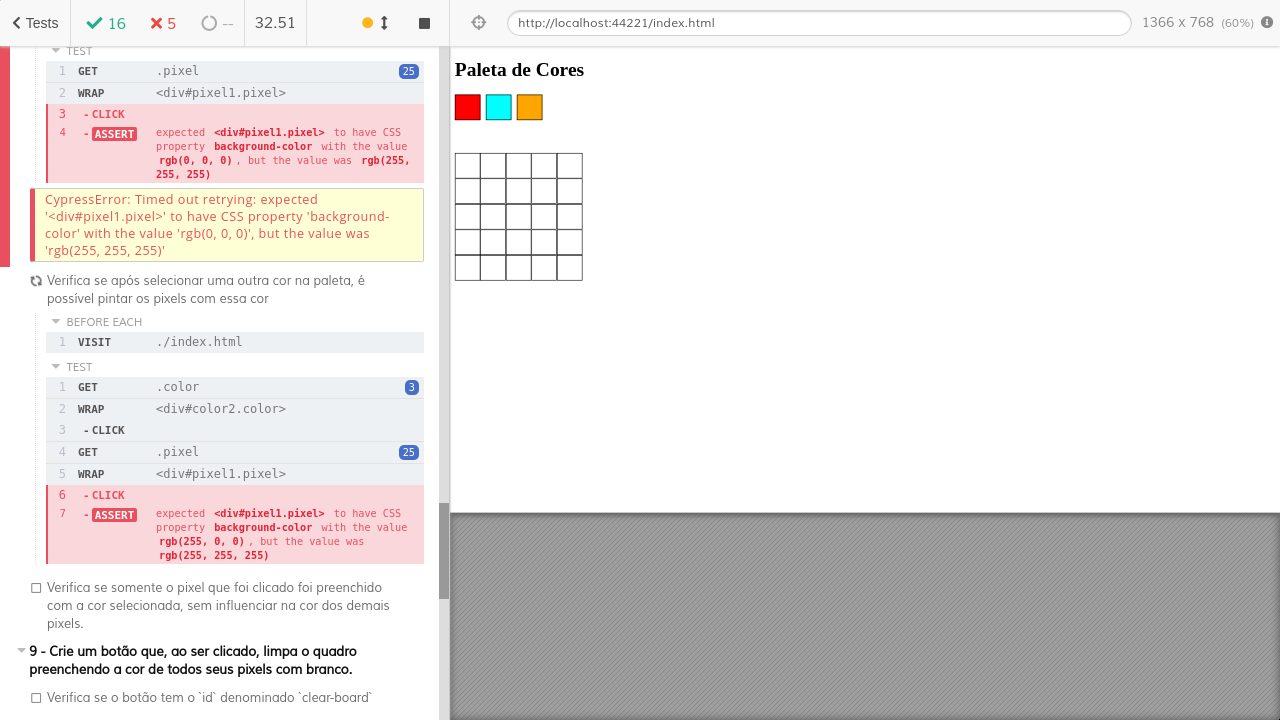 Tests 16 5 -- 32.51 http://localhost:44221/index.html 1366 x 768 (60%)
TEST
1 GET .pixel 25
2 WRAP <div#pixel1.pixel>
3 - CLICK
4 - ASSERT expected <div#pixel1.pixel> to have CSS
property background-color with the value
rgb(0, 0, 0), but the value was rgb(255,
255, 255)
CypressError: Timed out retrying: expected
'<div#pixel1.pixel>' to have CSS property 'background-
color' with the value 'rgb(0, 0, 0)', but the value was
'rgb(255, 255, 255)'
Verifica se após selecionar uma outra cor na paleta, é
possível pintar os pixels com essa cor
BEFORE EACH
1 VISIT ./index.html
TEST
1 GET .color 3
2 WRAP <div#color2.color>
3 - CLICK
4 GET .pixel 25
5 WRAP <div#pixel1.pixel>
6 - CLICK
7 - ASSERT expected <div#pixel1.pixel> to have CSS
property background-color with the value
rgb(255, 0, 0), but the value was
rgb(255, 255, 255)
Verifica se somente o pixel que foi clicado foi preenchido
com a cor selecionada, sem influenciar na cor dos demais
pixels.
9 - Crie um botão que, ao ser clicado, limpa o quadro
preenchendo a cor de todos seus pixels com branco.
Verifica se o botão tem o `id` denominado `clear-board`
Paleta de Cores